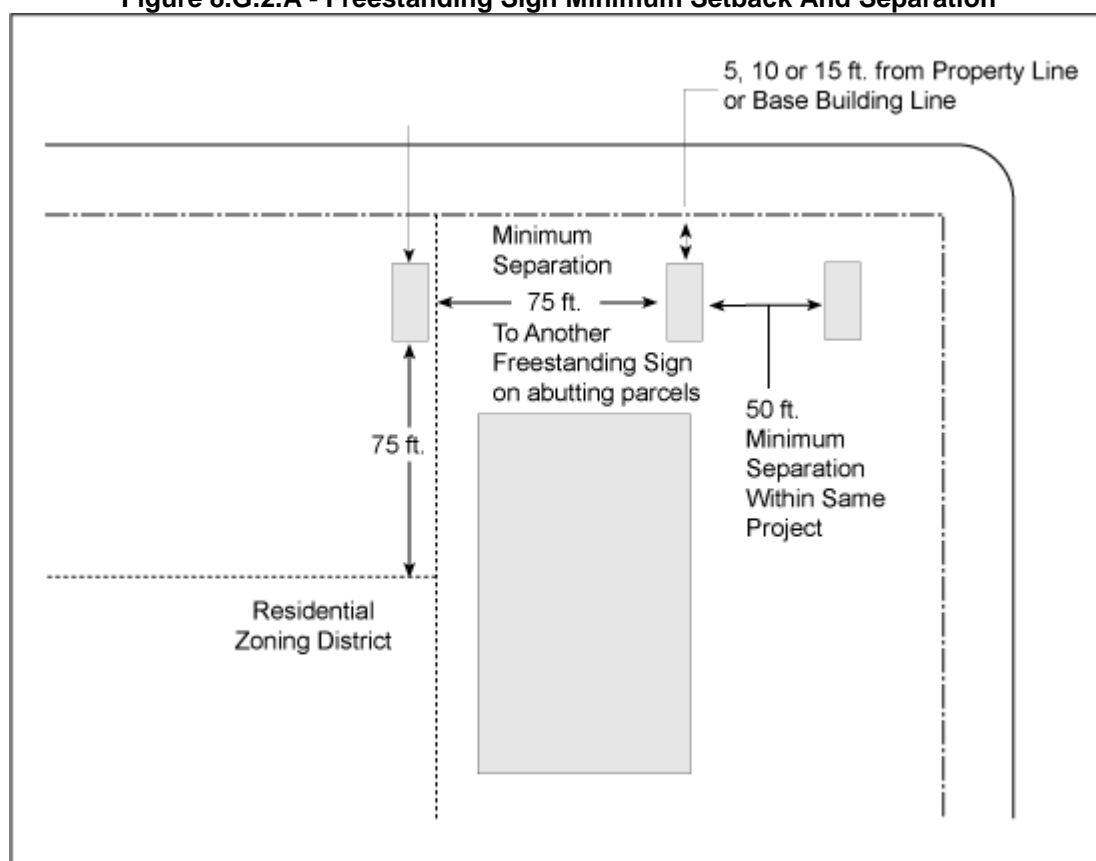 Figure 8.G.2.A - Freestanding Sign Minimum Setback And Separation
5, 10 or 15 ft. from Property Line
or Base Building Line
Minimum
Separation
75 ft.
To Another
Freestanding Sign
on abutting parcels
75 ft.
50 ft.
Minimum
Separation
Within Same
Project
Residential
Zoning District